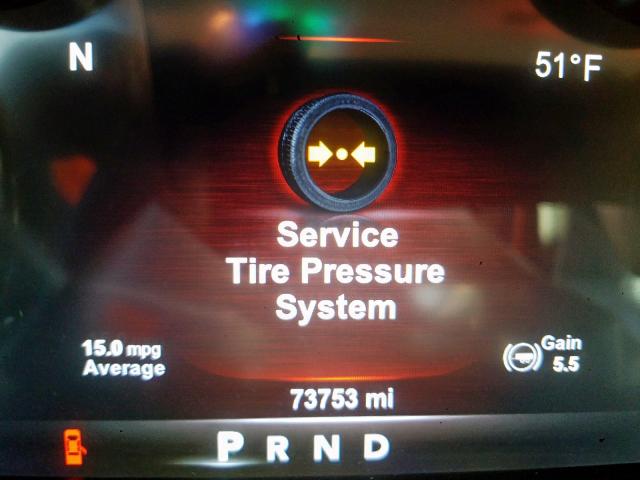 N
51°F
Service
Tire Pressure
System
15.0 mpg
Average
Gain
5.5
73753 mi
P R N D